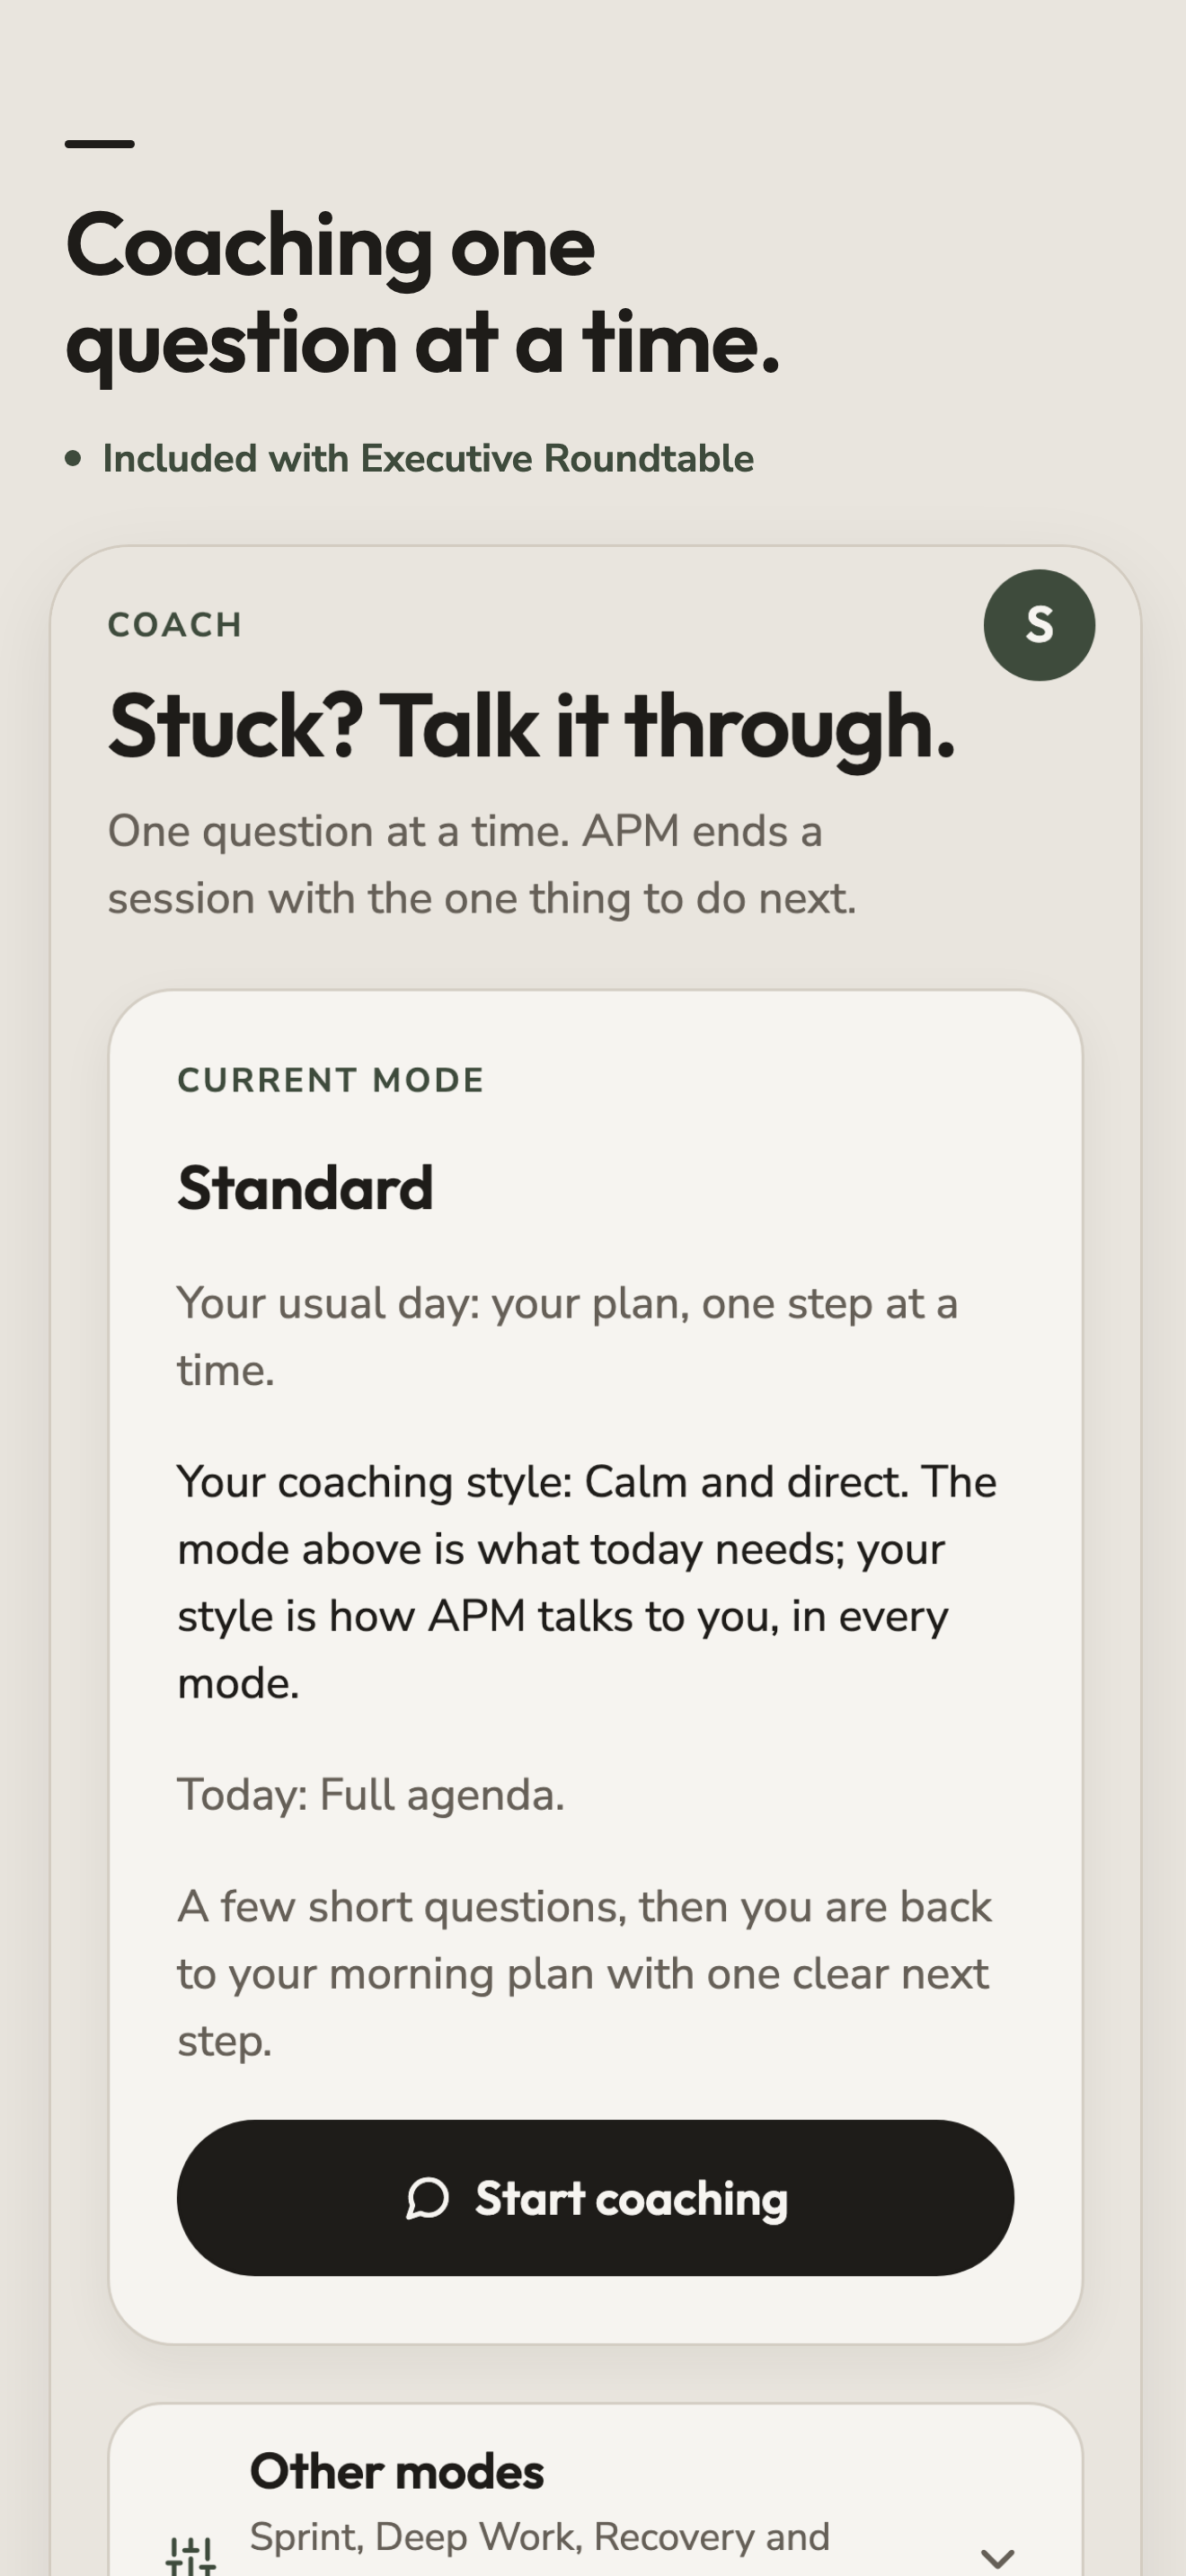 Coaching one
question at a time.
Included with Executive Roundtable
COACH
S
Stuck? Talk it through.
One question at a time. APM ends a
session with the one thing to do next.
CURRENT MODE
Standard
Your usual day: your plan, one step at a
time.
Your coaching style: Calm and direct. The
mode above is what today needs; your
style is how APM talks to you, in every
mode.
Today: Full agenda.
A few short questions, then you are back
to your morning plan with one clear next
step.
Start coaching
Other modes
Sprint, Deep Work, Recovery and